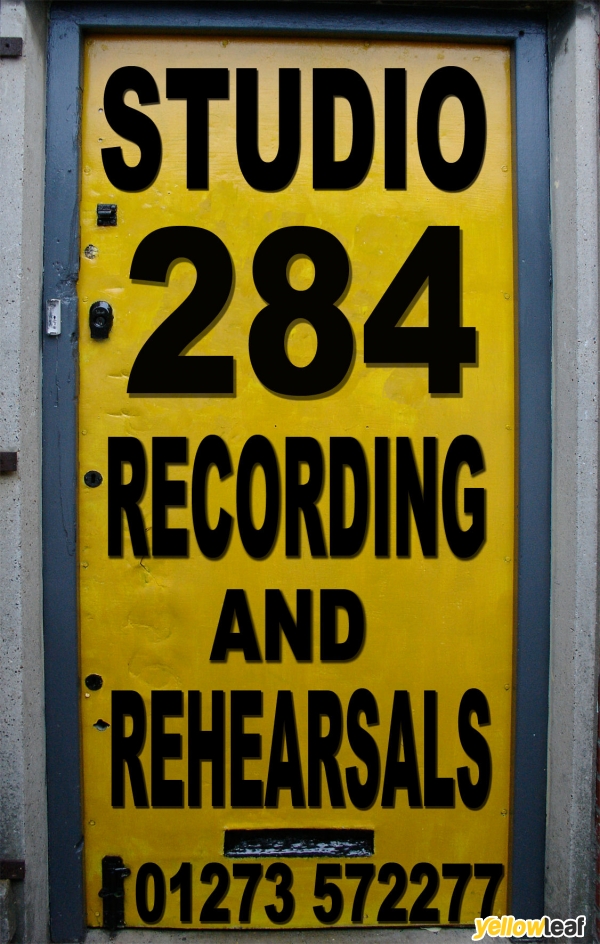 STUDIO
284
RECORDING
AND
REHEARSALS
01273 572277
yellowleaf